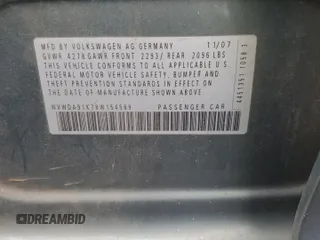 MFD BY VOLKSWAGEN AG GERMANY 11/07
GVWR 4278 GAWR FRONT 2293/ REAR 2096 LBS
THIS VEHICLE CONFORMS TO ALL APPLICABLE U.S.
FEDERAL MOTOR VEHICLE SAFETY, BUMPER AND
THEFT PREVENTION STANDARDS IN EFFECT ON THE
DATE OF MANUFACTURE SHOWN ABOVE
PASSENGER CAR
DREAMBID